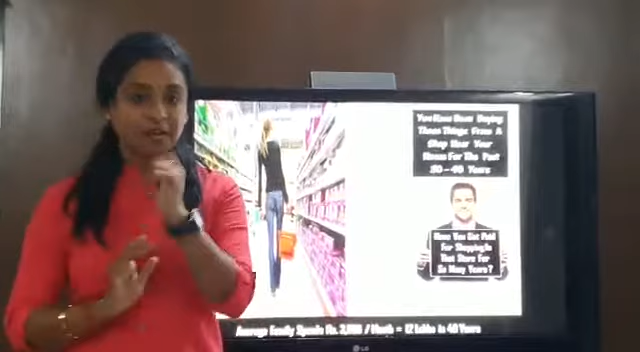 You Have Been Buying
These Things From A
Shop Near Your
House For The Past
30 - 40 Years
Have You Got Paid
For Shopping In
That Store For
So Many Years?
Average Family Spends Rs. / Month = 12 Lakhs in 40 Years
LG